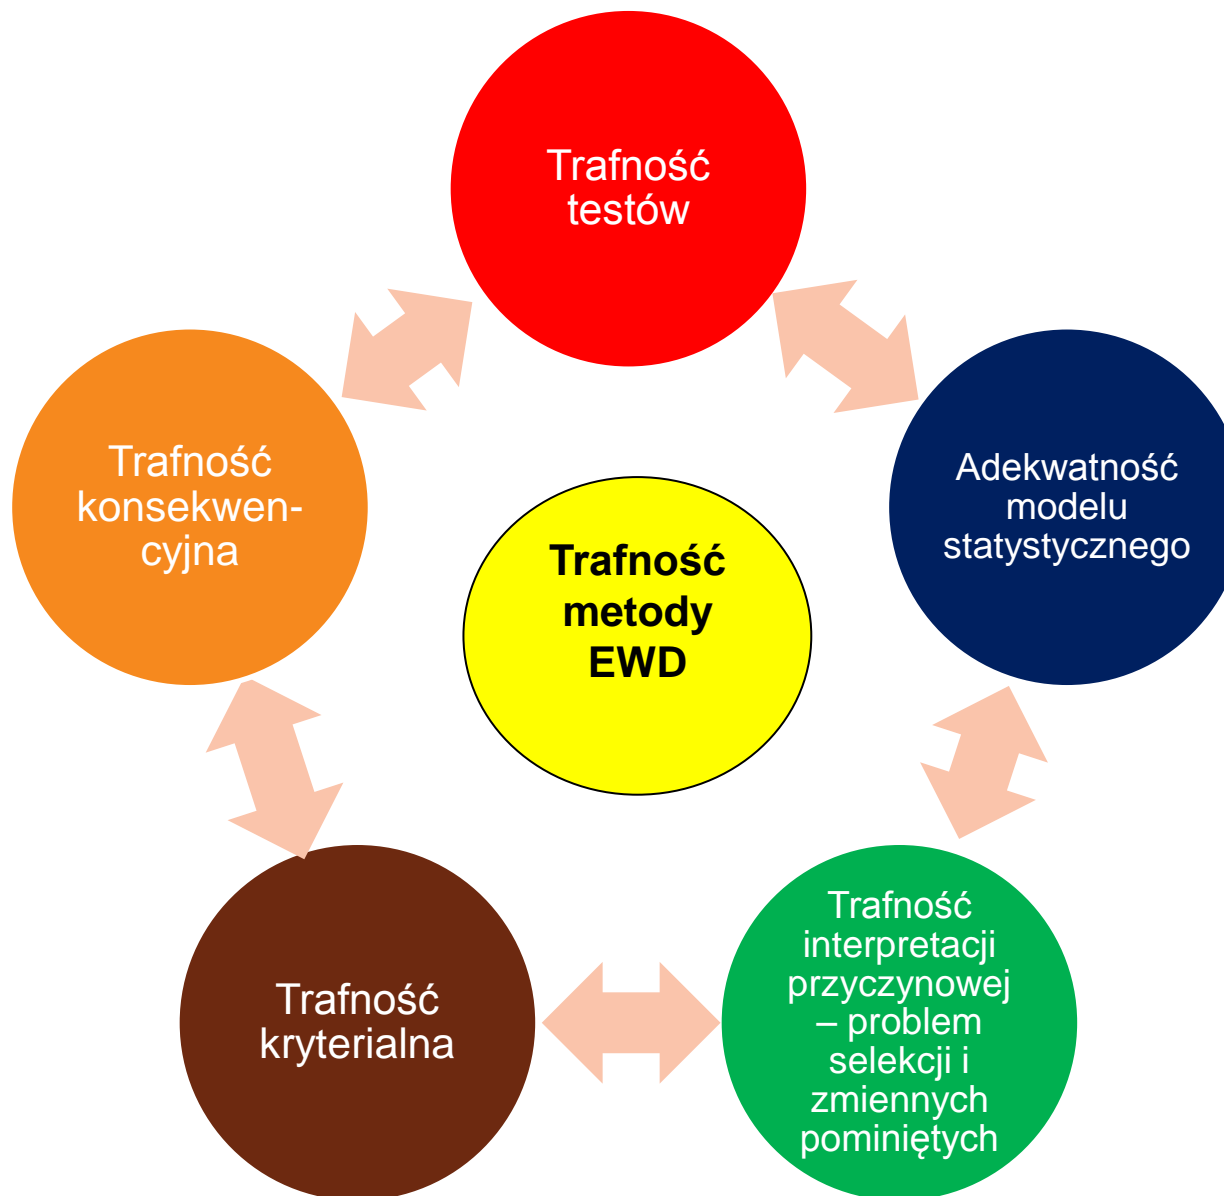 Trafność
testów
Trafność
konsekwen-
cyjna
Adekwatność
modelu
statystycznego
Trafność
metody
EWD
Trafność
kryterialna
Trafność
interpretacji
przyczynowej
– problem
selekcji i
zmiennych
pominiętych